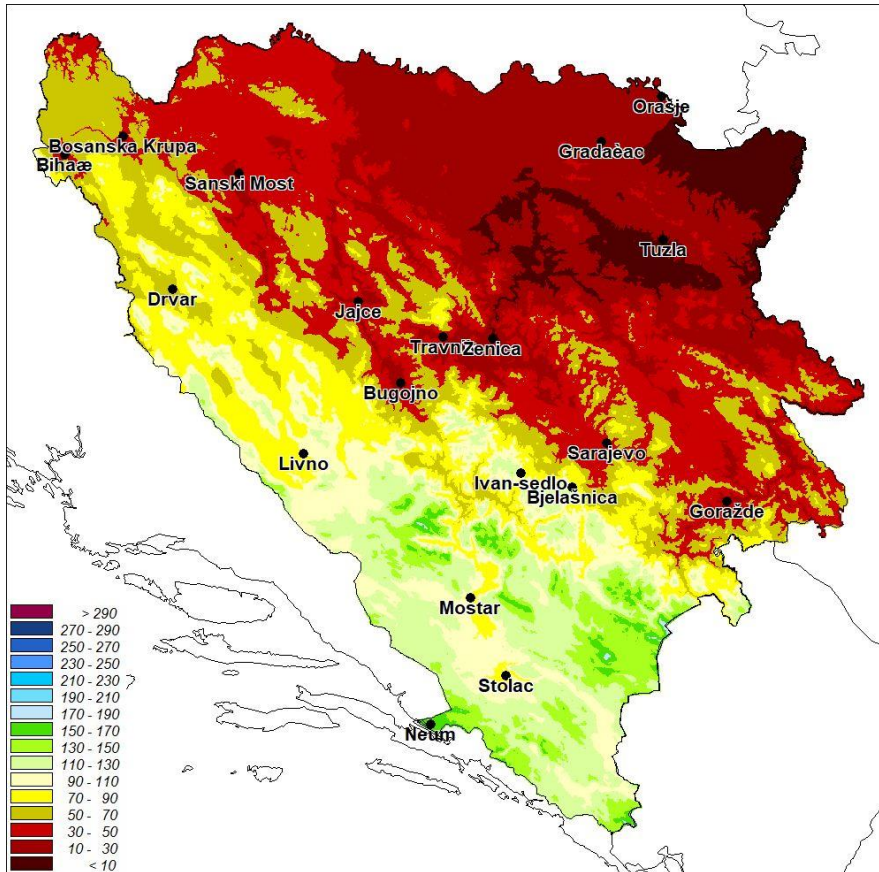 Orašje
Gradaèac
Bosanska Krupa
Bihaæ
Sanski Most
Tuzla
Drvar
Jajce
Travnik
Zenica
Bugojno
Sarajevo
Livno
Ivan-sedlo
Bjelašnica
Goražde
Mostar
Stolac
Neum
> 290
270 - 290
250 - 270
230 - 250
210 - 230
190 - 210
170 - 190
150 - 170
130 - 150
110 - 130
90 - 110
70 - 90
50 - 70
30 - 50
10 - 30
< 10